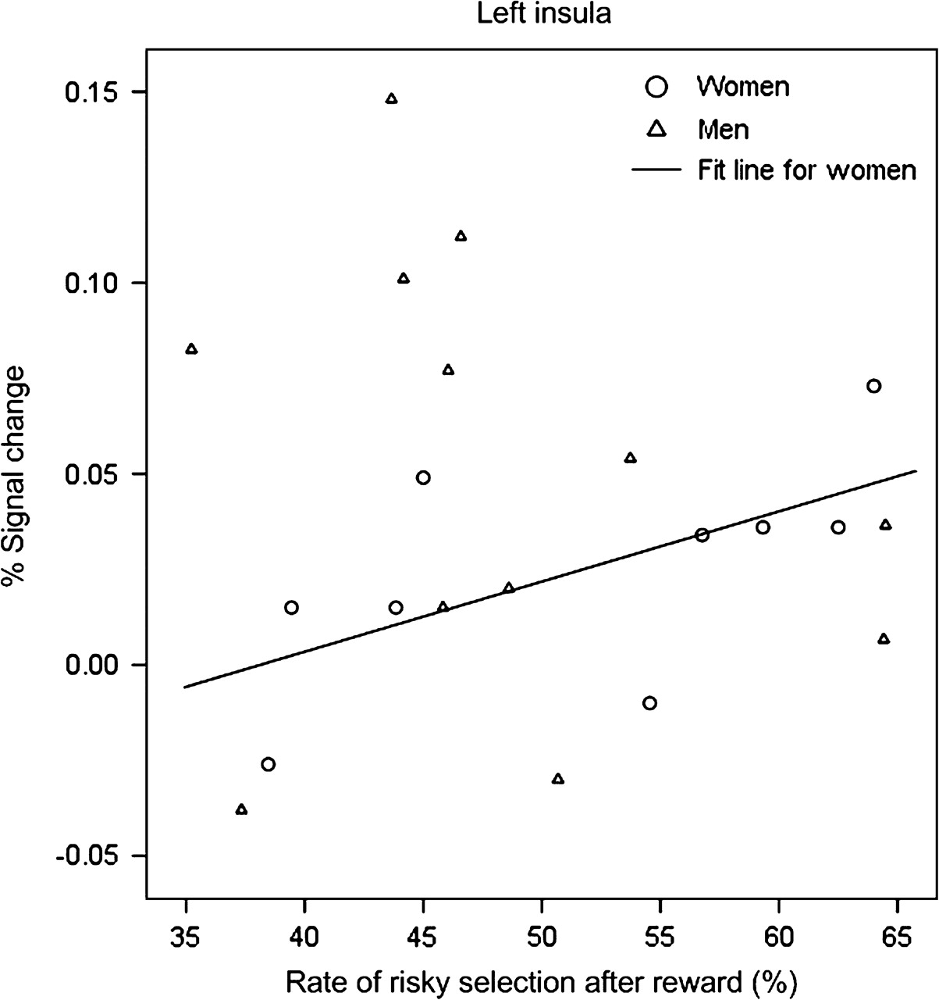 Left insula
Women
Men
Fit line for women
0.15
0.10
0.05
0.00
-0.05
% Signal change
35 40 45 50 55 60 65
Rate of risky selection after reward (%)